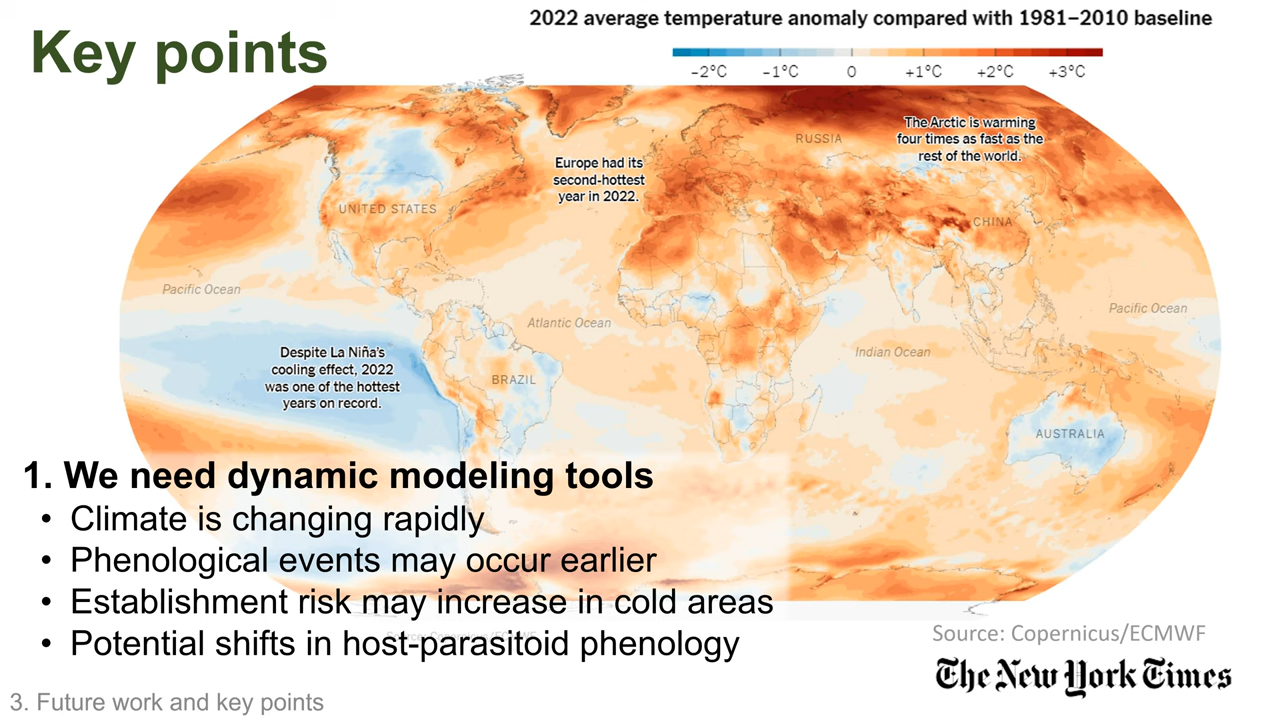 Key points
2022 average temperature anomaly compared with 1981–2010 baseline
−2°C −1°C 0 +1°C +2°C +3°C
The Arctic is warming
four times as fast as the
rest of the world.
RUSSIA
Europe had its
second-hottest
year in 2022.
UNITED STATES
CHINA
Pacific Ocean
Atlantic Ocean
Pacific Ocean
Indian Ocean
Despite La Niña's
cooling effect, 2022
was one of the hottest
years on record.
BRAZIL
AUSTRALIA
1. We need dynamic modeling tools
• Climate is changing rapidly
• Phenological events may occur earlier
• Establishment risk may increase in cold areas
• Potential shifts in host-parasitoid phenology
Source: Copernicus/ECMWF
Source: Copernicus/ECMWF
The New York Times
3. Future work and key points